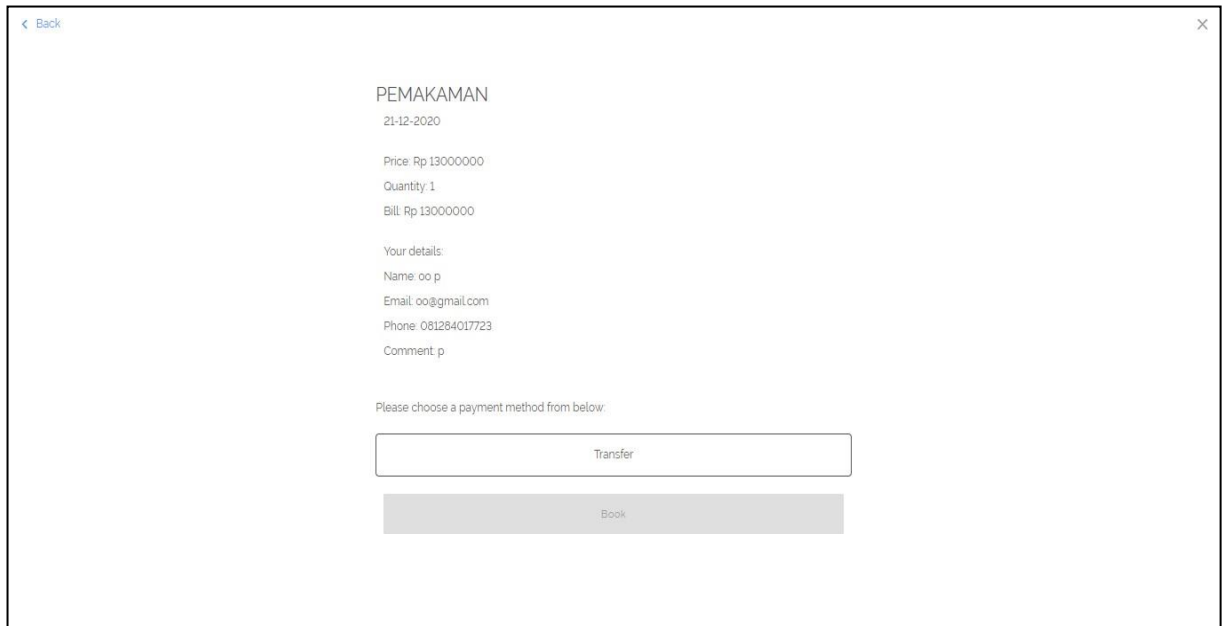 Back
PEMAKAMAN
21-12-2020
Price: Rp 13000000
Quantity: 1
Bill: Rp 13000000
Your details:
Name: oo p
Email: oo@gmail.com
Phone: 081284017723
Comment: p
Please choose a payment method from below:
Transfer
Book